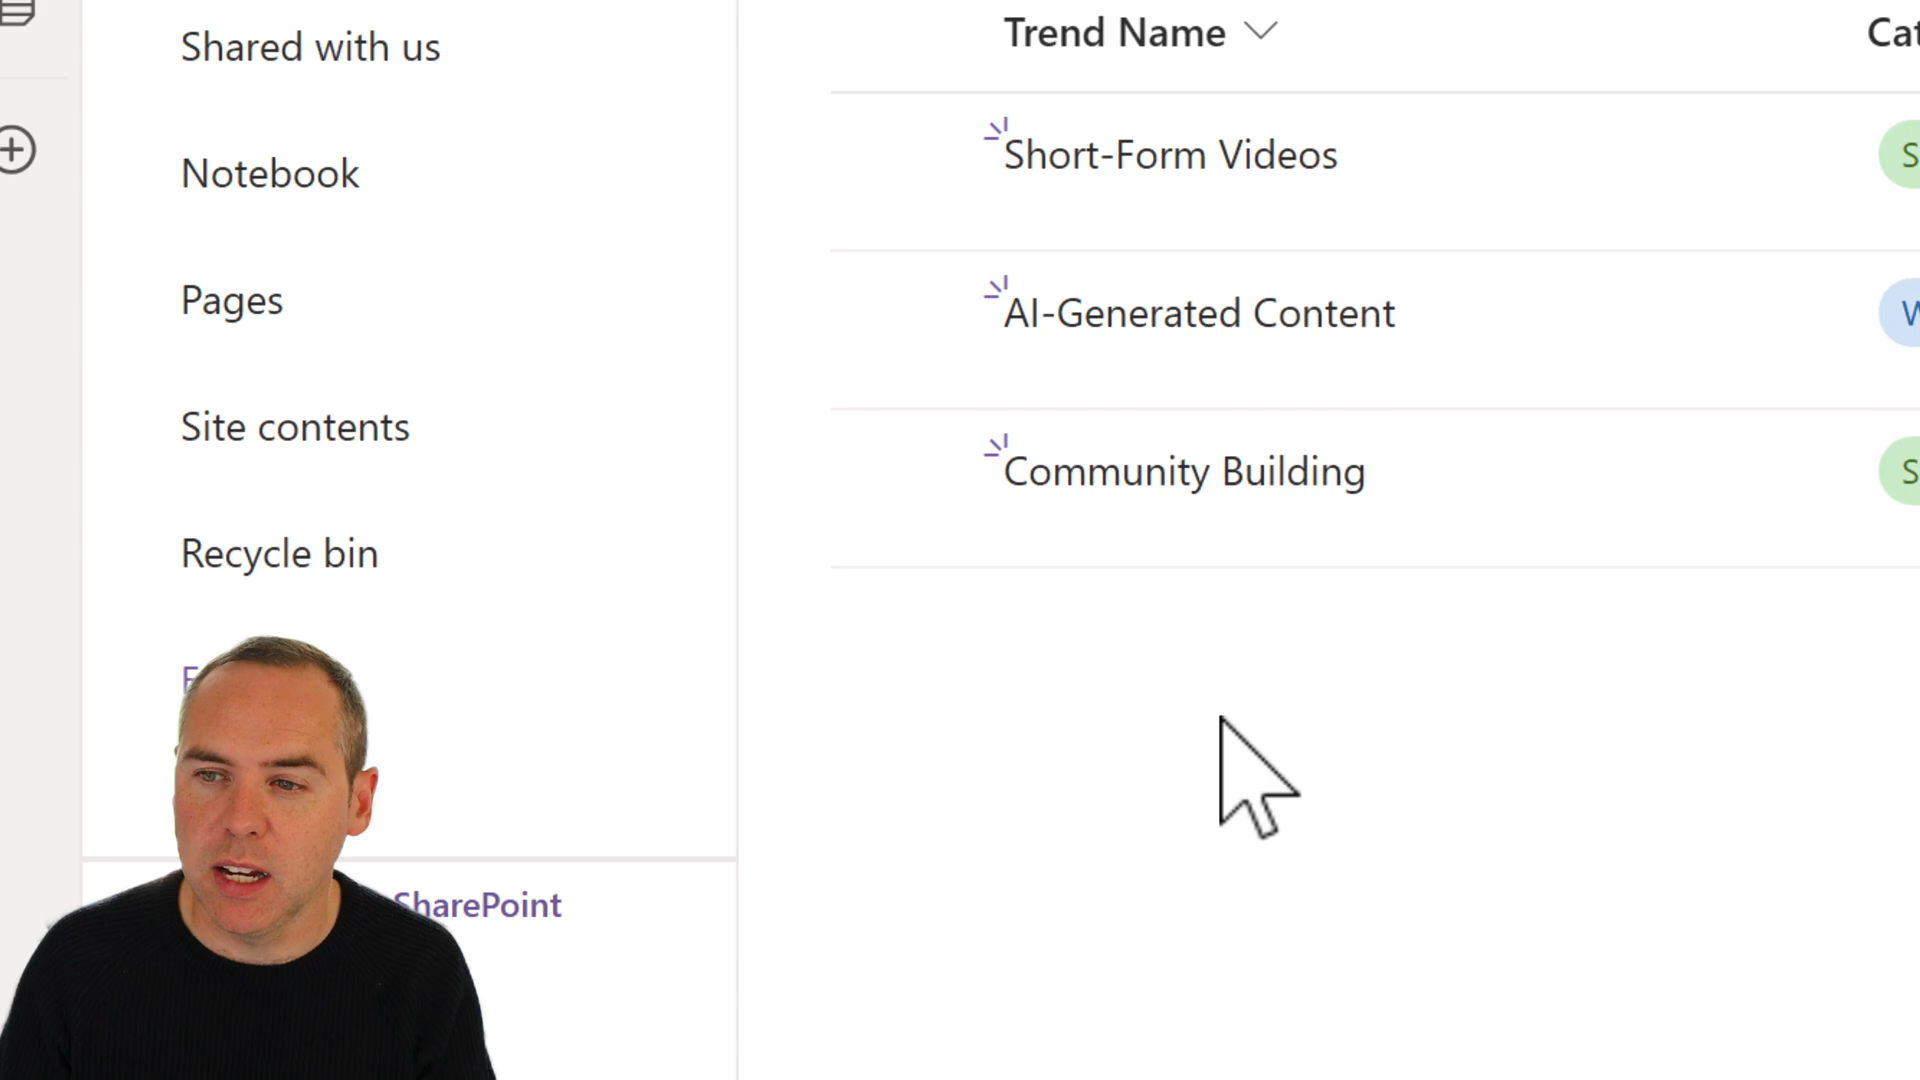 Shared with us
Notebook
Pages
Site contents
Recycle bin
SharePoint
Trend Name
Short-Form Videos
AI-Generated Content
Community Building